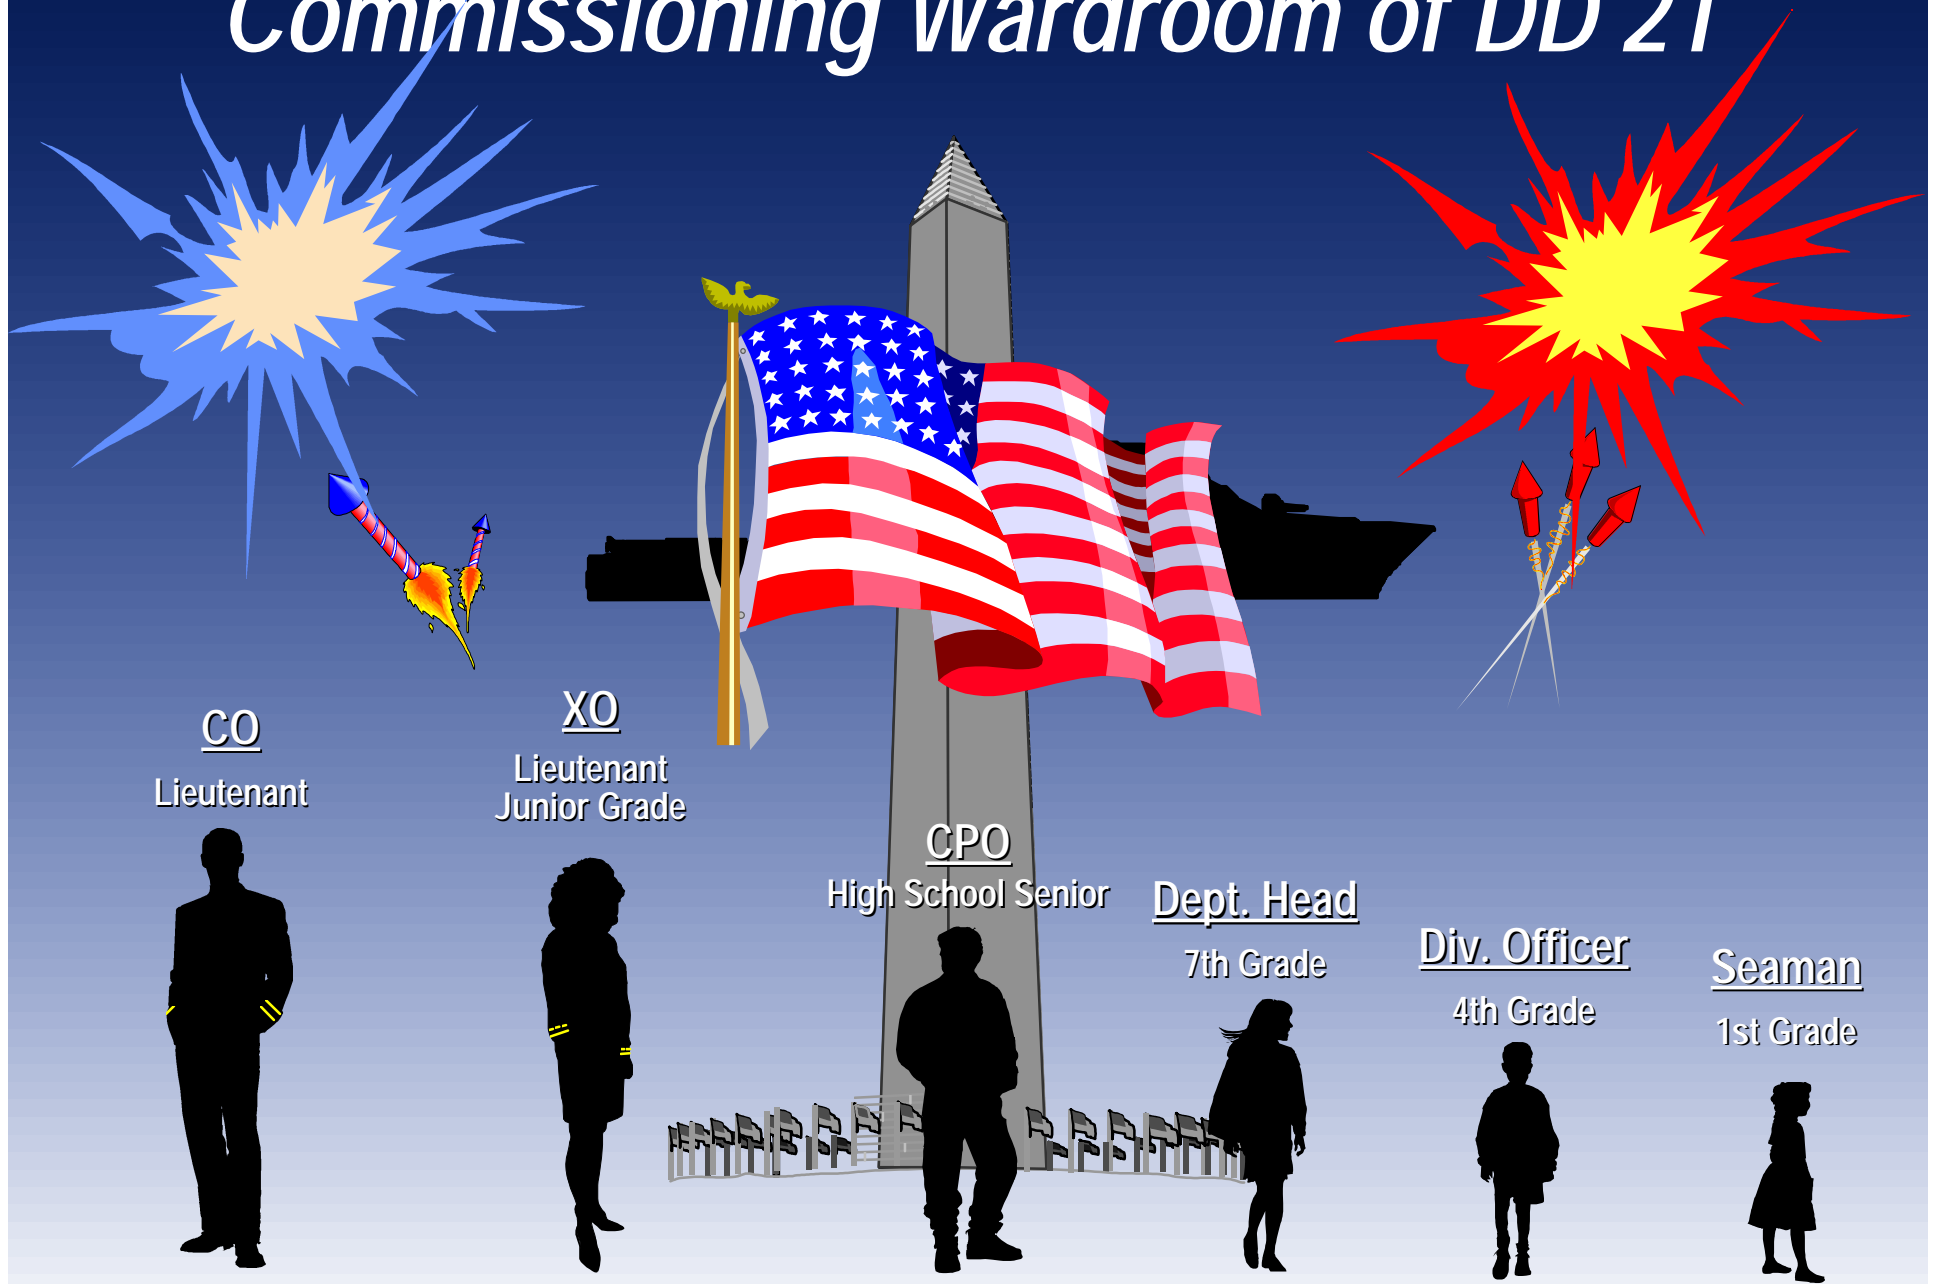 Commissioning Wardroom of DD 21
CO
Lieutenant
XO
Lieutenant
Junior Grade
CPO
High School Senior
Dept. Head
7th Grade
Div. Officer
4th Grade
Seaman
1st Grade